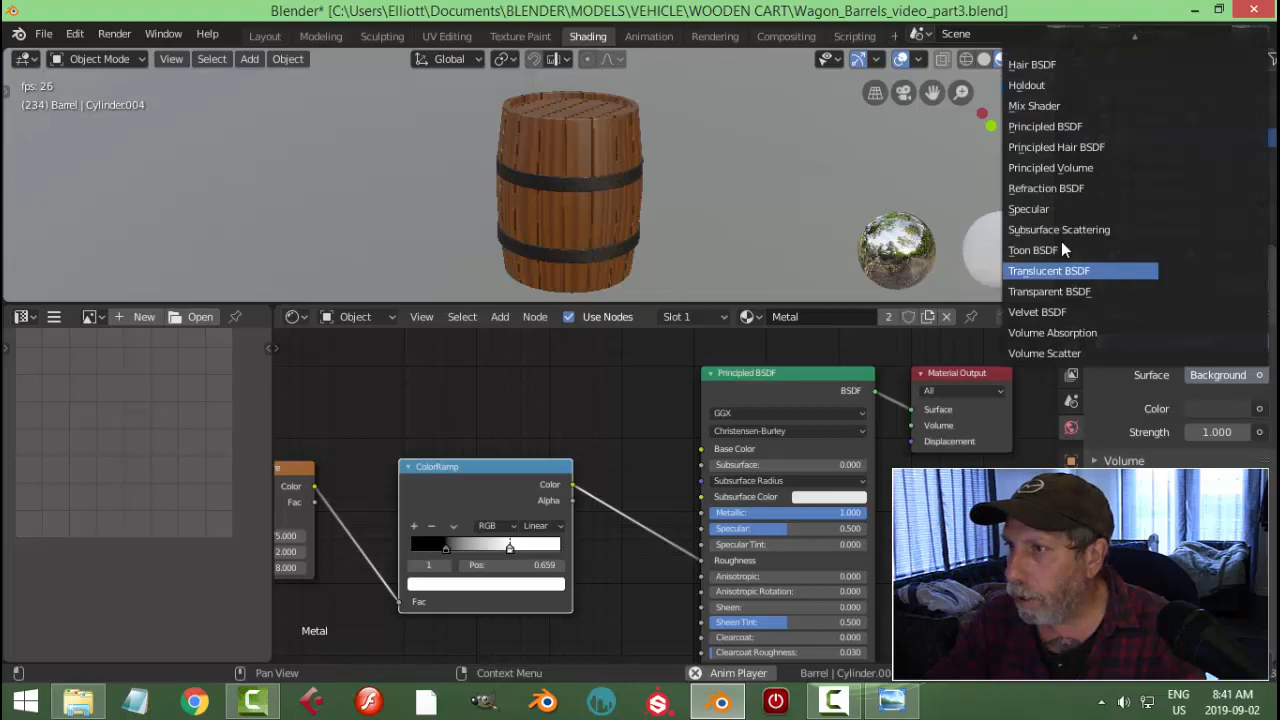 Blender* [C:\Users\Elliott\Documents\BLENDER\MODELS\VEHICLE\WOODEN CART\Wagon_Barrels_video_part3.blend]
File Edit Render Window Help Layout Modeling Sculpting UV Editing Texture Paint Shading Animation Rendering Compositing Scripting + Scene
Object Mode View Select Add Object Global
fps: 26
(234) Barrel | Cylinder.004
Hair BSDF
Holdout
Mix Shader
Principled BSDF
Principled Hair BSDF
Principled Volume
Refraction BSDF
Specular
Subsurface Scattering
Toon BSDF
Translucent BSDF
Transparent BSDF
Velvet BSDF
Volume Absorption
Volume Scatter
New Open Object View Select Add Node Use Nodes Slot 1 Metal 2
Surface Background
Color
Strength 1.000
Volume
Color
Fac
5.000
2.000
8.000
ColorRamp
Color
Alpha
+ − RGB Linear
1 Pos: 0.659
Fac
Principled BSDF
BSDF
GGX
Christensen-Burley
Base Color
Subsurface: 0.000
Subsurface Radius
Subsurface Color
Metallic: 1.000
Specular: 0.500
Specular Tint: 0.000
Roughness
Anisotropic: 0.000
Anisotropic Rotation: 0.000
Sheen: 0.000
Sheen Tint: 0.500
Clearcoat: 0.000
Clearcoat Roughness: 0.030
Material Output
All
Surface
Volume
Displacement
Metal
Pan View Context Menu Anim Player Barrel | Cylinder.00
ENG
US
8:41 AM
2019-09-02